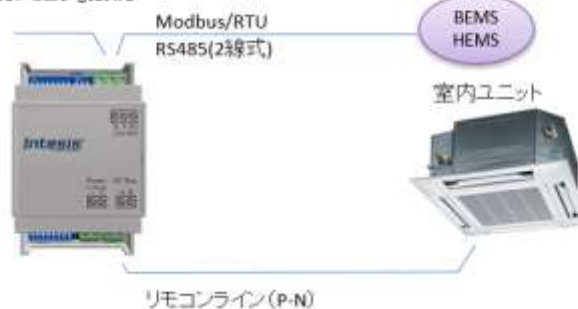 Modbus/RTU
RS485(2線式)
BEMS
HEMS
室内ユニット
Intesis
リモコンライン(P-N)